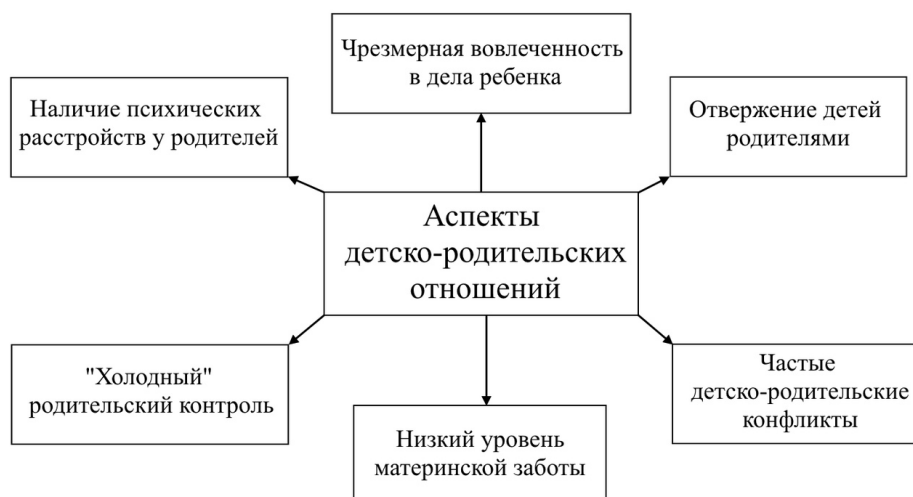 Чрезмерная вовлеченность
в дела ребенка
Наличие психических
расстройств у родителей
Отвержение детей
родителями
Аспекты
детско-родительских
отношений
"Холодный"
родительский контроль
Частые
детско-родительские
конфликты
Низкий уровень
материнской заботы